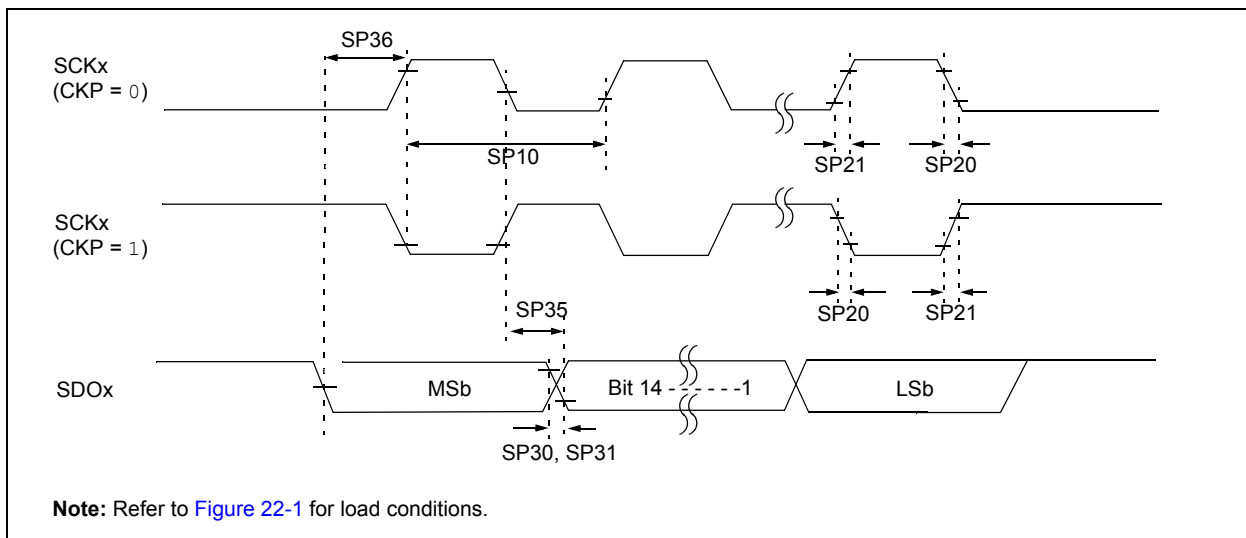 SP36
SCKx
(CKP = 0)
SP10
SP21
SP20
SCKx
(CKP = 1)
SP35
SP20
SP21
SDOx
MSb
Bit 14 - - - - - -1
LSb
SP30, SP31
Note: Refer to Figure 22-1 for load conditions.